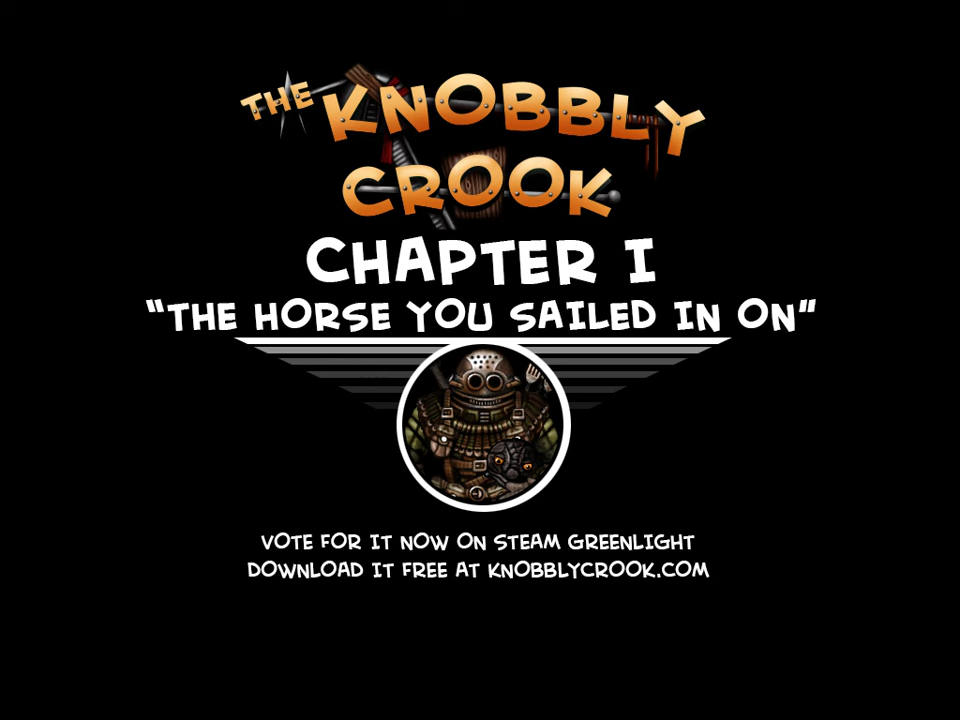 THE KNOBBLY
CROOK
CHAPTER I
"THE HORSE YOU SAILED IN ON"
VOTE FOR IT NOW ON STEAM GREENLIGHT
DOWNLOAD IT FREE AT KNOBBLYCROOK.COM